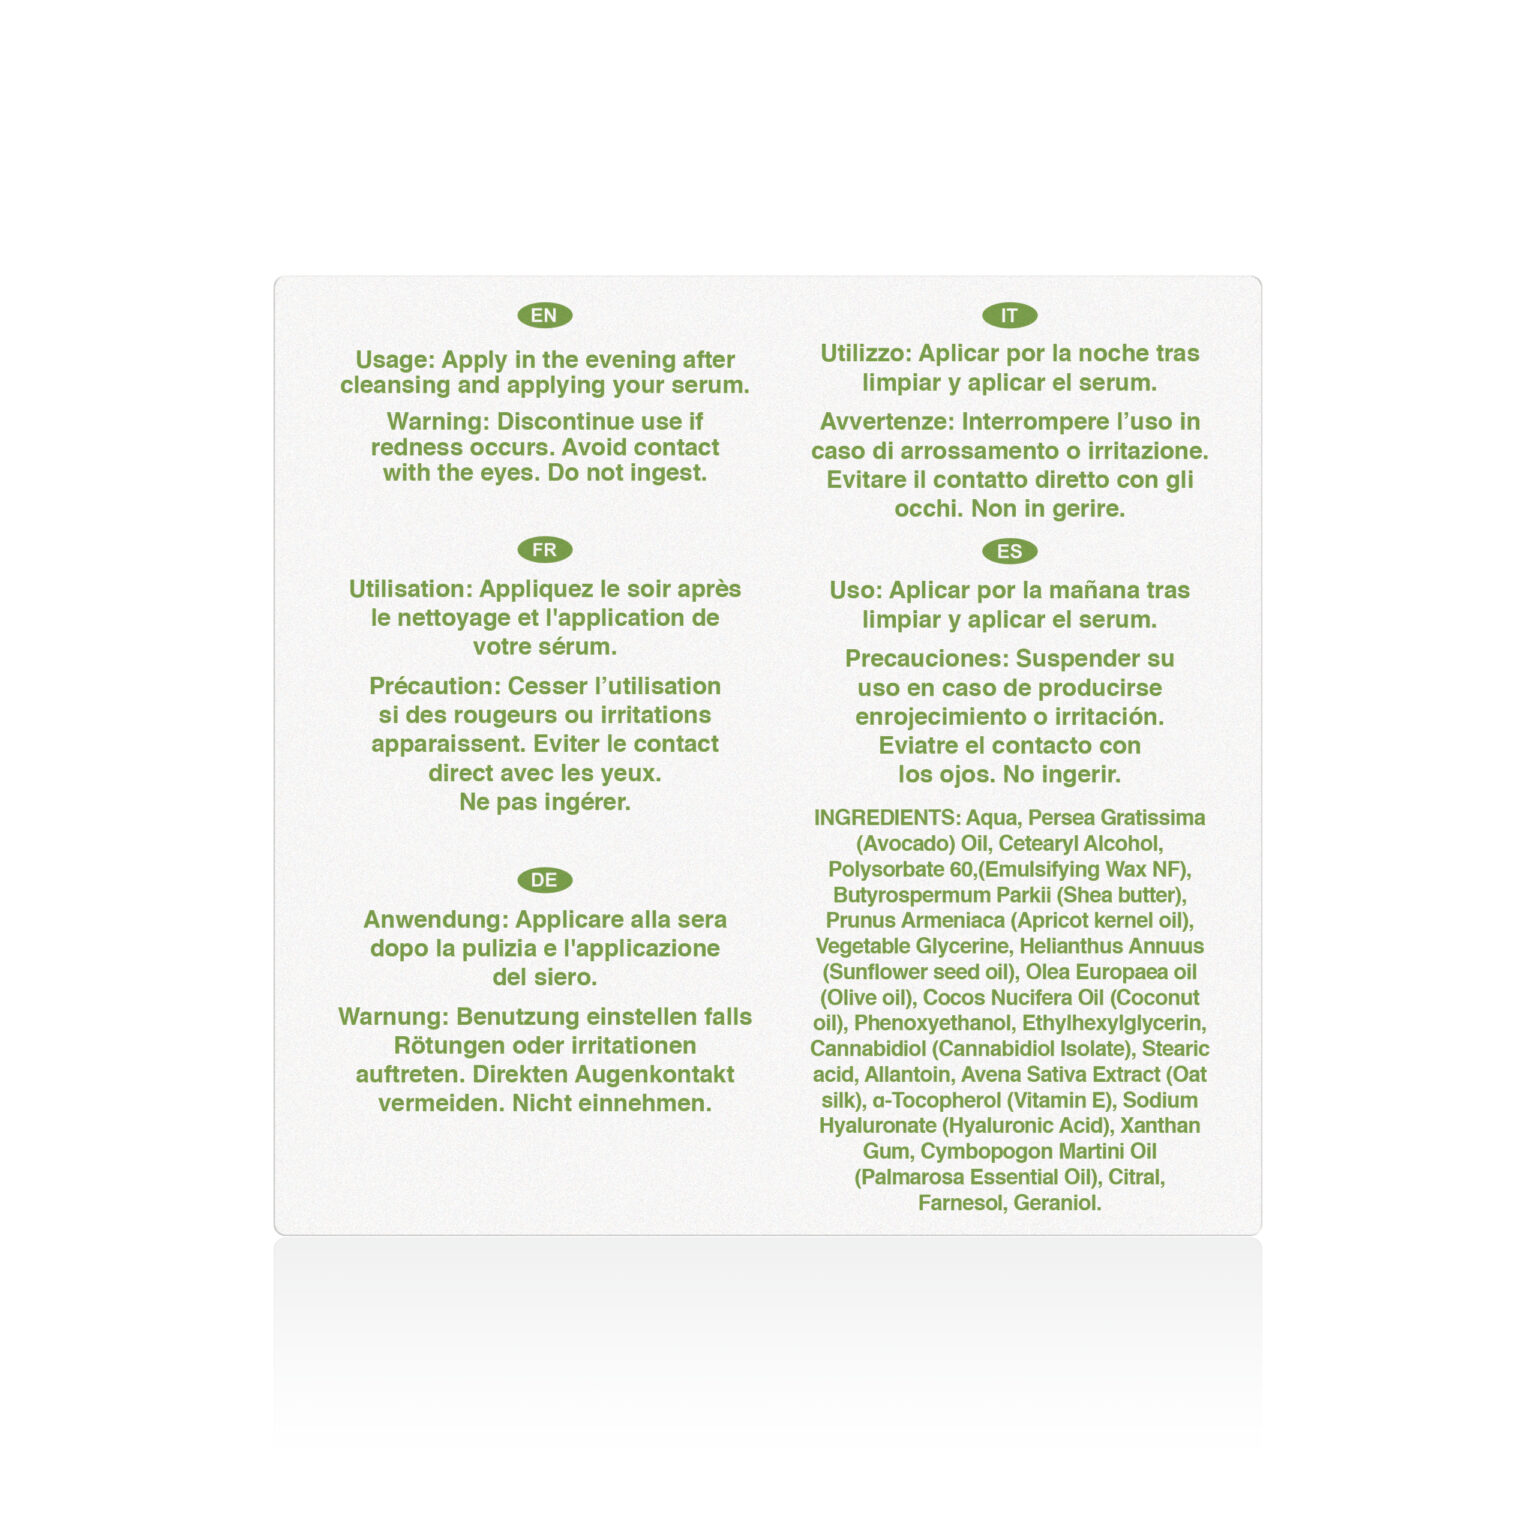 EN
Usage: Apply in the evening after
cleansing and applying your serum.
Warning: Discontinue use if
redness occurs. Avoid contact
with the eyes. Do not ingest.
FR
Utilisation: Appliquez le soir après
le nettoyage et l'application de
votre sérum.
Précaution: Cesser l’utilisation
si des rougeurs ou irritations
apparaissent. Eviter le contact
direct avec les yeux.
Ne pas ingérer.
DE
Anwendung: Applicare alla sera
dopo la pulizia e l'applicazione
del siero.
Warnung: Benutzung einstellen falls
Rötungen oder irritationen
auftreten. Direkten Augenkontakt
vermeiden. Nicht einnehmen.
IT
Utilizzo: Aplicar por la noche tras
limpiar y aplicar el serum.
Avvertenze: Interrompere l’uso in
caso di arrossamento o irritazione.
Evitare il contatto diretto con gli
occhi. Non in gerire.
ES
Uso: Aplicar por la mañana tras
limpiar y aplicar el serum.
Precauciones: Suspender su
uso en caso de producirse
enrojecimiento o irritación.
Eviatre el contacto con
los ojos. No ingerir.
INGREDIENTS: Aqua, Persea Gratissima
(Avocado) Oil, Cetearyl Alcohol,
Polysorbate 60,(Emulsifying Wax NF),
Butyrospermum Parkii (Shea butter),
Prunus Armeniaca (Apricot kernel oil),
Vegetable Glycerine, Helianthus Annuus
(Sunflower seed oil), Olea Europaea oil
(Olive oil), Cocos Nucifera Oil (Coconut
oil), Phenoxyethanol, Ethylhexylglycerin,
Cannabidiol (Cannabidiol Isolate), Stearic
acid, Allantoin, Avena Sativa Extract (Oat
silk), α-Tocopherol (Vitamin E), Sodium
Hyaluronate (Hyaluronic Acid), Xanthan
Gum, Cymbopogon Martini Oil
(Palmarosa Essential Oil), Citral,
Farnesol, Geraniol.